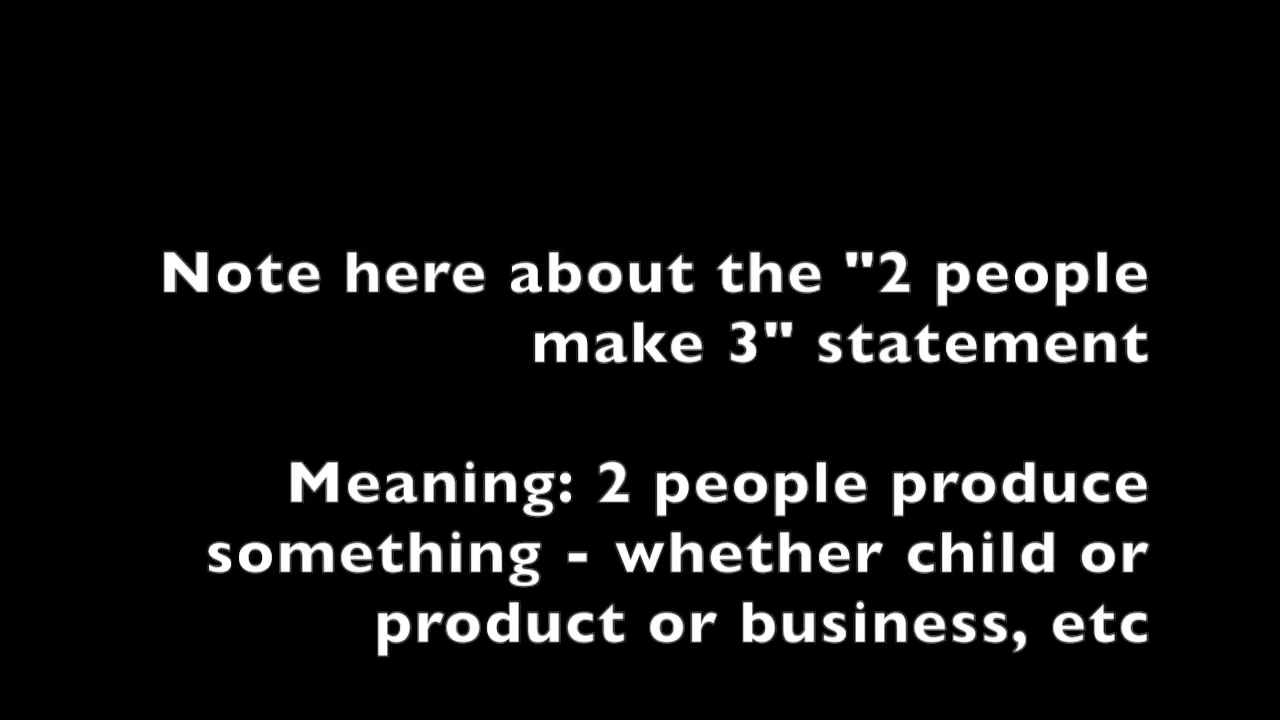 Note here about the "2 people
make 3" statement
Meaning: 2 people produce
something - whether child or
product or business, etc